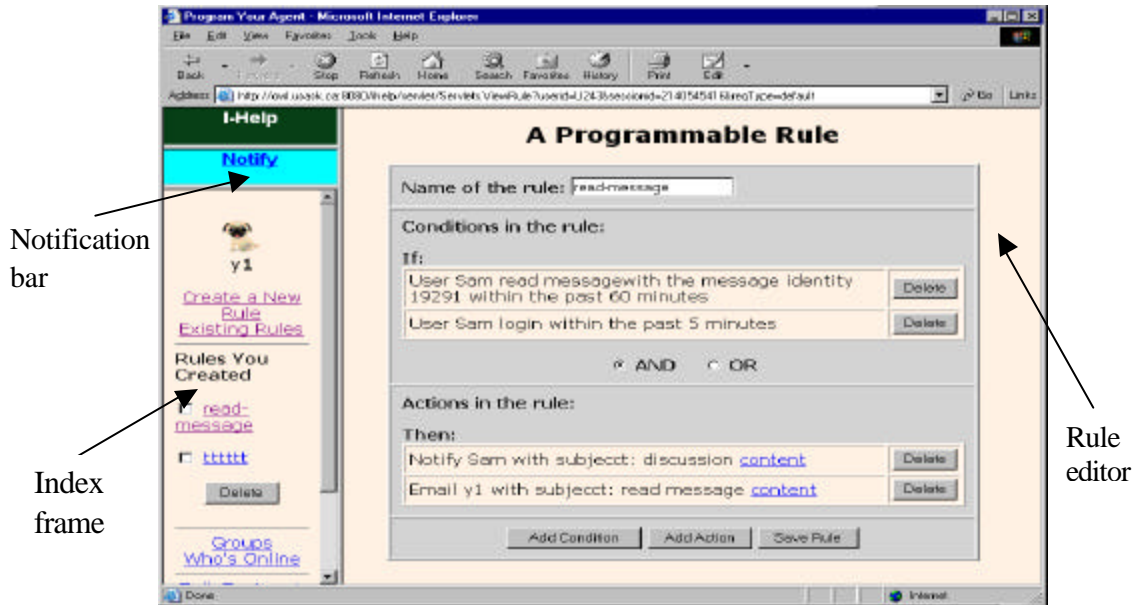 Program Your Agent - Microsoft Internet Explorer
File Edit View Favorites Tools Help
Back Stop Refresh Home Search Favorites History Print Edit
Address Go Links
I-Help
Notify
y1
Create a New
Rule
Existing Rules
Rules You
Created
read-
message
tttttt
Delete
Groups
Who's Online
A Programmable Rule
Name of the rule: read-message
Conditions in the rule:
If:
User Sam read messagewith the message identity
19291 within the past 60 minutes
Delete
User Sam login within the past 5 minutes
Delete
AND OR
Actions in the rule:
Then:
Notify Sam with subjecct: discussion content
Delete
Email y1 with subjecct: read message content
Delete
Add Condition Add Action Save Rule
Done Internet
Notification
bar
Index
frame
Rule
editor